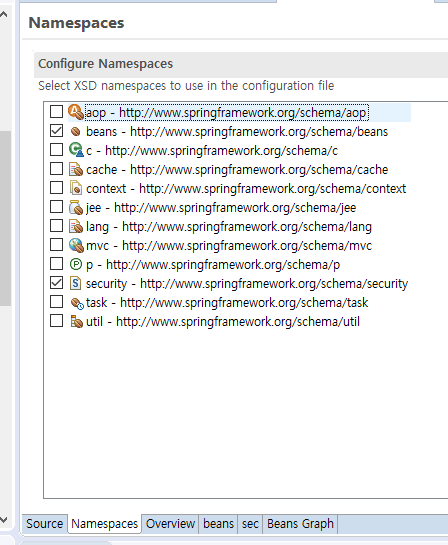 Namespaces
Configure Namespaces
Select XSD namespaces to use in the configuration file
aop - http://www.springframework.org/schema/aop
beans - http://www.springframework.org/schema/beans
c - http://www.springframework.org/schema/c
cache - http://www.springframework.org/schema/cache
context - http://www.springframework.org/schema/context
jee - http://www.springframework.org/schema/jee
lang - http://www.springframework.org/schema/lang
mvc - http://www.springframework.org/schema/mvc
p - http://www.springframework.org/schema/p
security - http://www.springframework.org/schema/security
task - http://www.springframework.org/schema/task
util - http://www.springframework.org/schema/util
Source Namespaces Overview beans sec Beans Graph